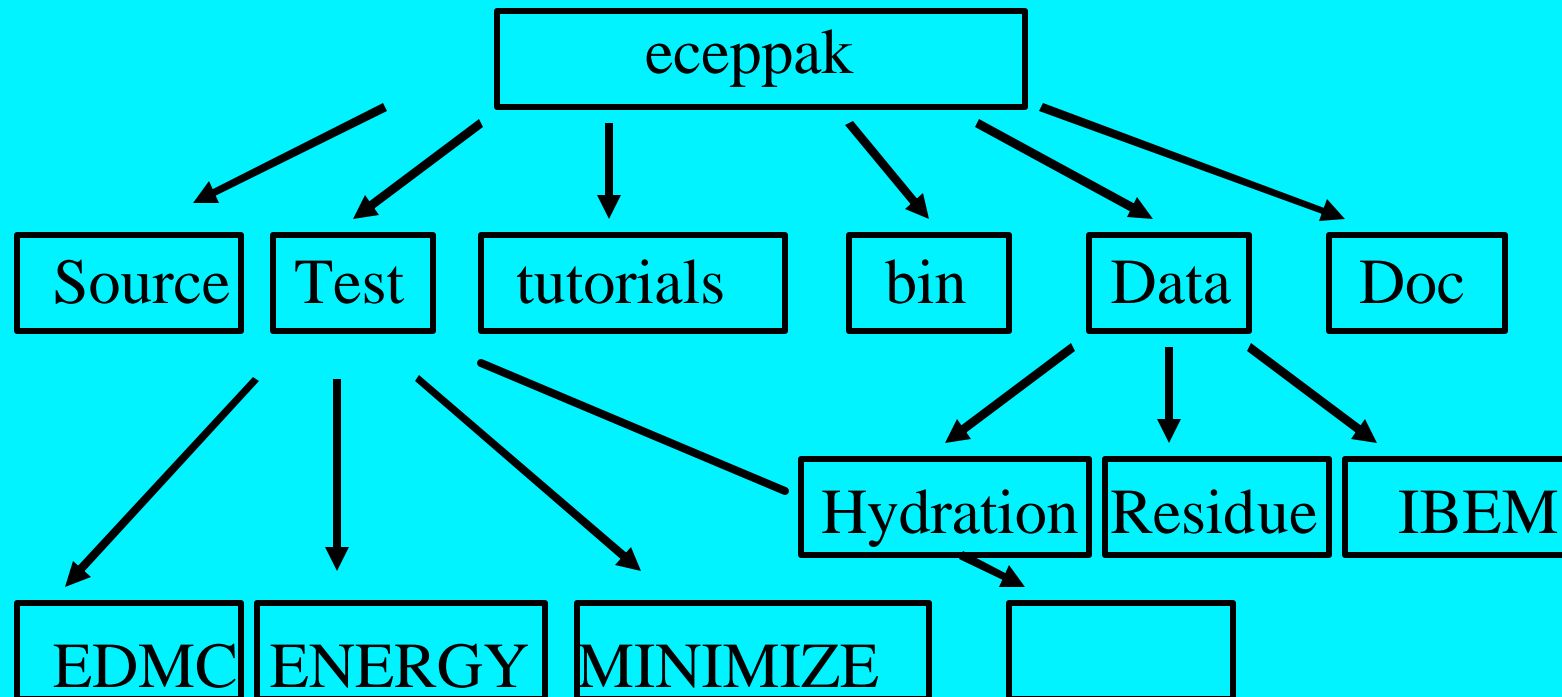 eceppak
Source Test tutorials bin Data Doc
Hydration Residue IBEM
EDMC ENERGY MINIMIZE